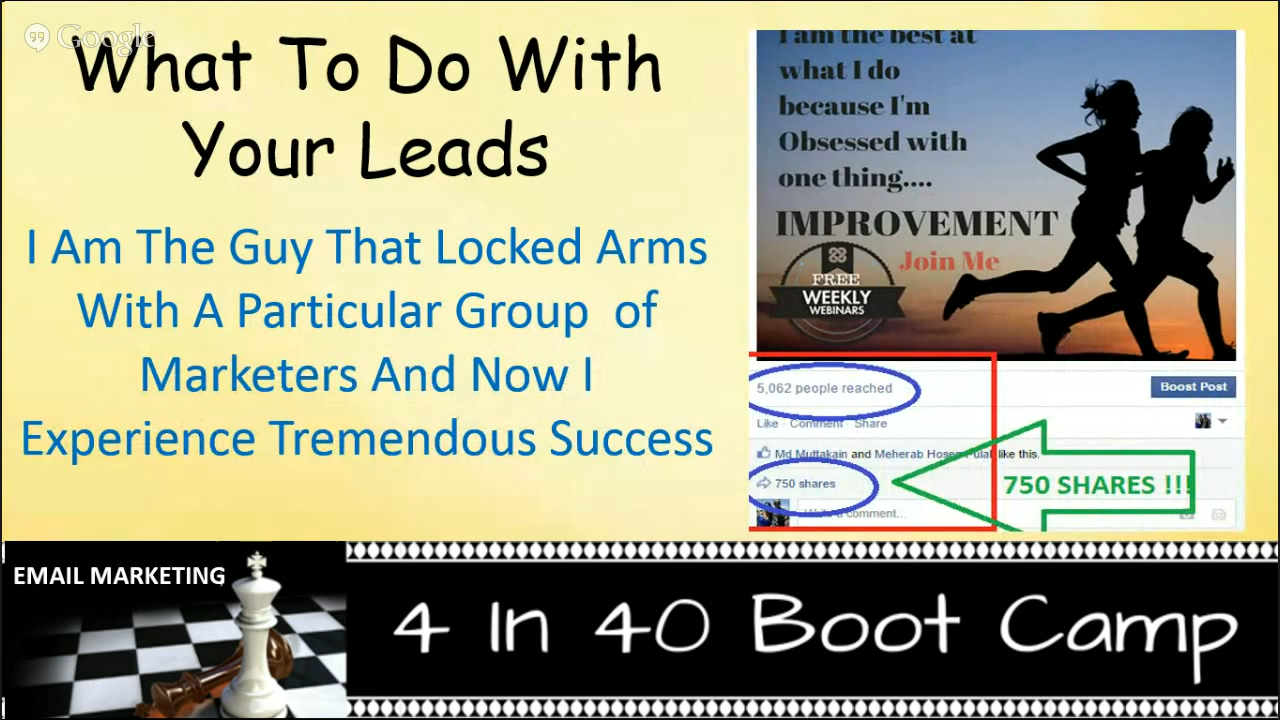 Google
What To Do With
Your Leads
I Am The Guy That Locked Arms
With A Particular Group of
Marketers And Now I
Experience Tremendous Success
I am the best at
what I do
because I'm
Obsessed with
one thing....
IMPROVEMENT
Join Me
FREE
WEEKLY
WEBINARS
5,062 people reached
Boost Post
Like · Comment · Share
Md Muttakain and Meherab Hosen Pulak like this.
750 shares
750 SHARES !!!
Write a comment...
EMAIL MARKETING
4 In 40 Boot Camp